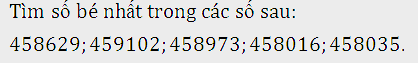 Tìm số bé nhất trong các số sau:
458629; 459102; 458973; 458016; 458035.